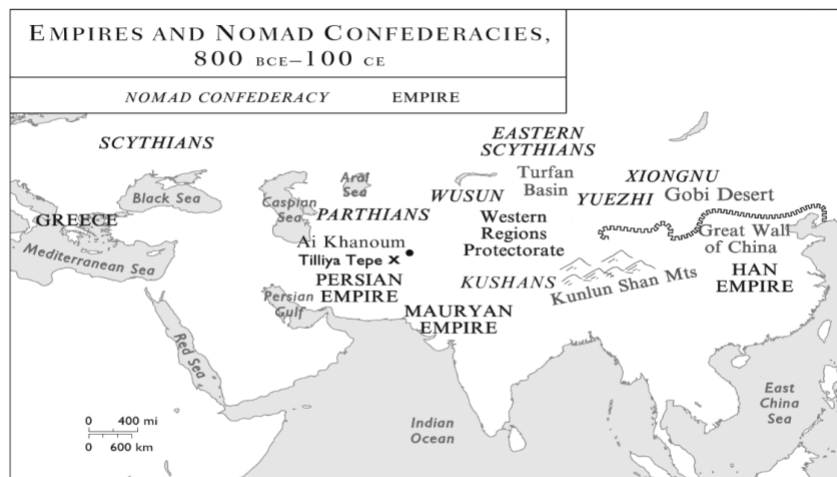 EMPIRES AND NOMAD CONFEDERACIES,
800 BCE–100 CE
NOMAD CONFEDERACY EMPIRE
SCYTHIANS
EASTERN
SCYTHIANS
Black Sea
Aral
Sea
Caspian
Sea
Turfan
Basin
XIONGNU
WUSUN
YUEZHI
Gobi Desert
GREECE
PARTHIANS
Western
Regions
Protectorate
Great Wall
of China
Mediterranean Sea
Ai Khanoum
Tilliya Tepe X
PERSIAN
EMPIRE
KUSHANS
Kunlun Shan Mts
HAN
EMPIRE
Persian
Gulf
MAURYAN
EMPIRE
Red Sea
East
China
Sea
Indian
Ocean
0 400 mi
0 600 km